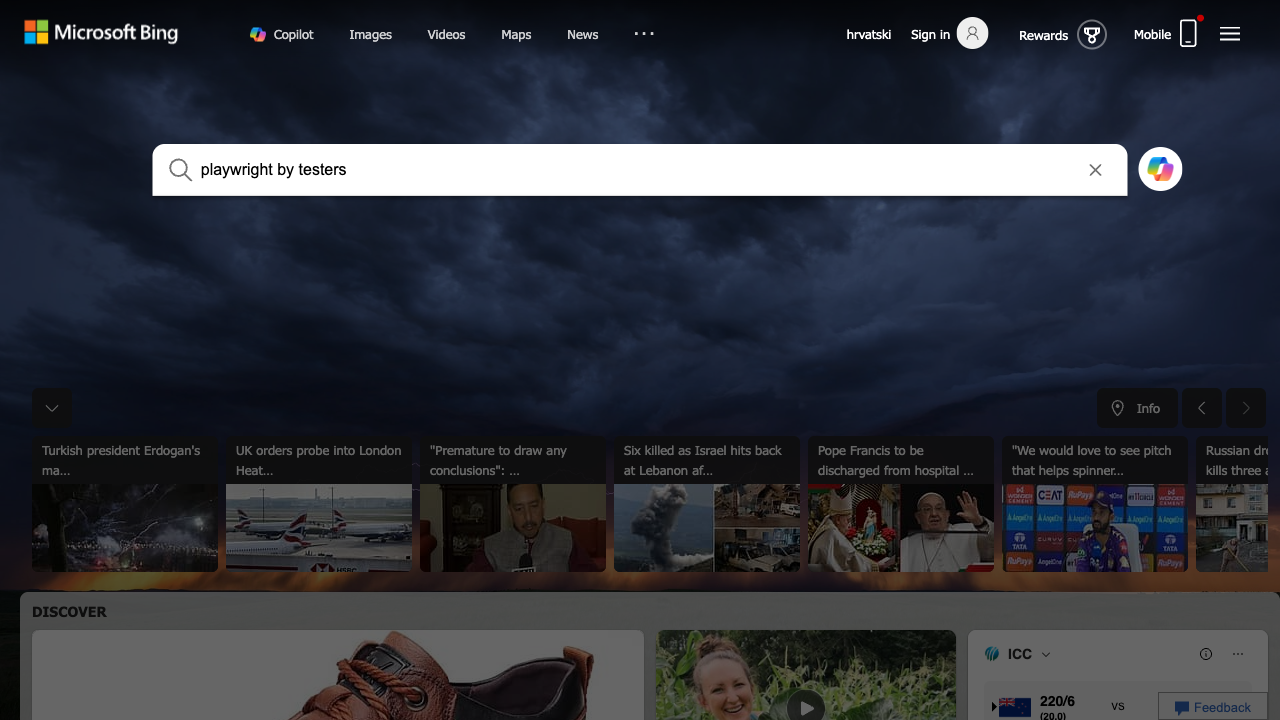 Microsoft Bing
Copilot
Images
Videos
Maps
News
hrvatski
Sign in
Rewards
Mobile
playwright by testers
Info
Turkish president Erdogan's
ma...
UK orders probe into London
Heat...
"Premature to draw any
conclusions": ...
Six killed as Israel hits back
at Lebanon af...
Pope Francis to be
discharged from hospital ...
"We would love to see pitch
that helps spinner...
Russian dr
kills three a
DISCOVER
ICC
220/6
(20.0)
vs
Feedback